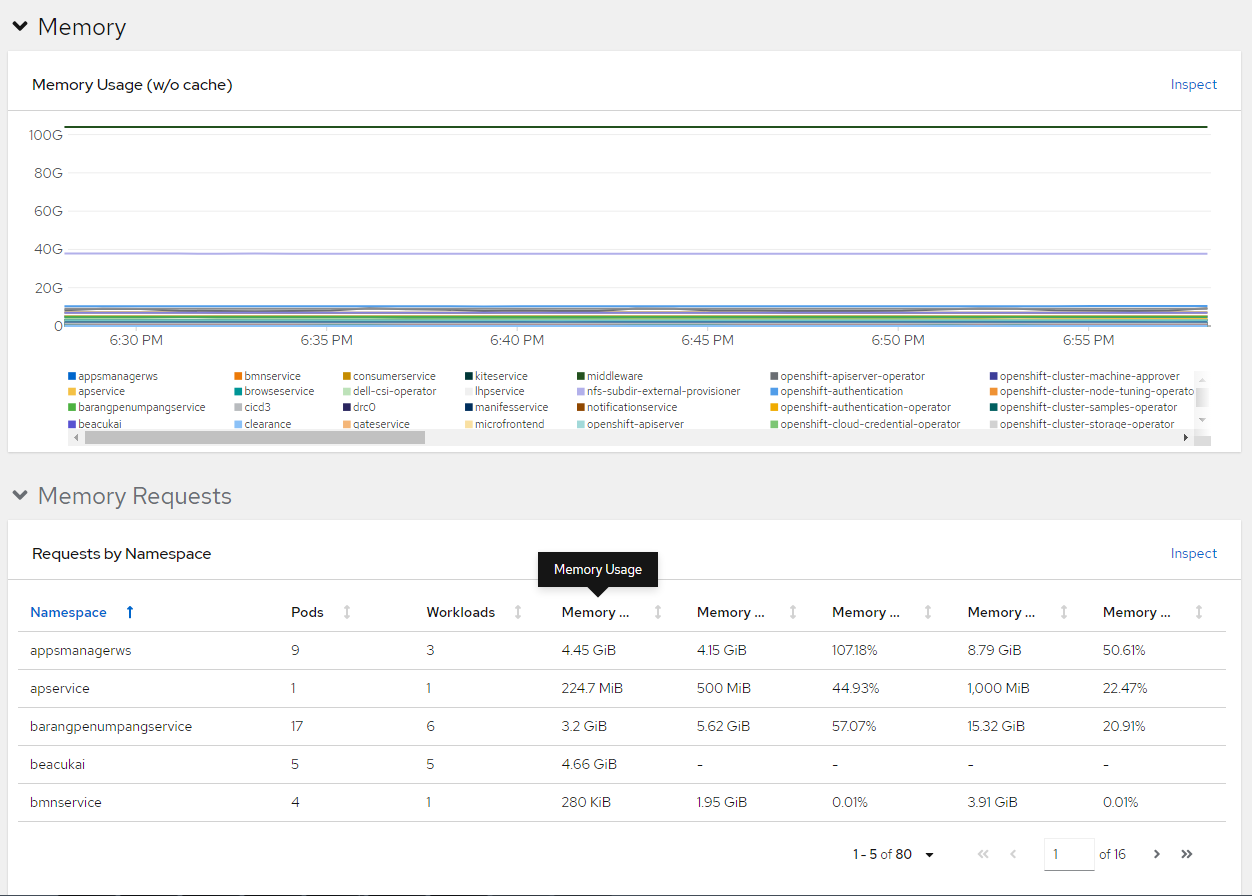 Memory
Memory Usage (w/o cache)
Inspect
100G
80G
60G
40G
20G
0
6:30 PM 6:35 PM 6:40 PM 6:45 PM 6:50 PM 6:55 PM
appsmanagerws bmnservice consumerservice kiteservice middleware openshift-apiserver-operator openshift-cluster-machine-approver
apservice browseservice dell-csi-operator lhpservice nfs-subdir-external-provisioner openshift-authentication openshift-cluster-node-tuning-operato
barangpenumpangservice cicd3 drc0 manifesservice notificationservice openshift-authentication-operator openshift-cluster-samples-operator
beacukai clearance gateservice microfrontend openshift-apiserver openshift-cloud-credential-operator openshift-cluster-storage-operator
Memory Requests
Requests by Namespace
Inspect
Memory Usage
Namespace Pods Workloads Memory ... Memory ... Memory ... Memory ... Memory ...
appsmanagerws 9 3 4.45 GiB 4.15 GiB 107.18% 8.79 GiB 50.61%
apservice 1 1 224.7 MiB 500 MiB 44.93% 1,000 MiB 22.47%
barangpenumpangservice 17 6 3.2 GiB 5.62 GiB 57.07% 15.32 GiB 20.91%
beacukai 5 5 4.66 GiB - - - -
bmnservice 4 1 280 KiB 1.95 GiB 0.01% 3.91 GiB 0.01%
1 - 5 of 80 1 of 16